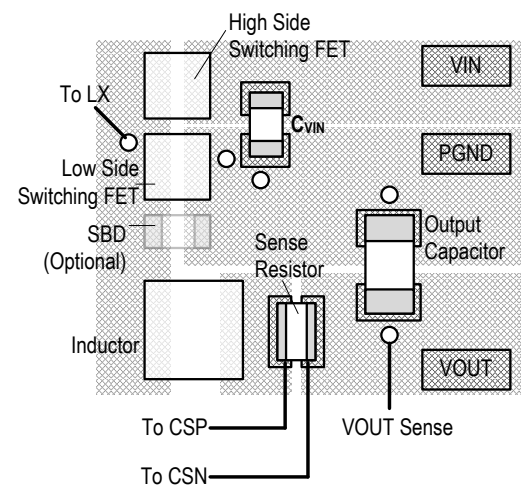 High Side
Switching FET
VIN
To LX
CVIN
PGND
Low Side
Switching FET
SBD
(Optional)
Sense
Resistor
Output
Capacitor
Inductor
VOUT
To CSP
VOUT Sense
To CSN